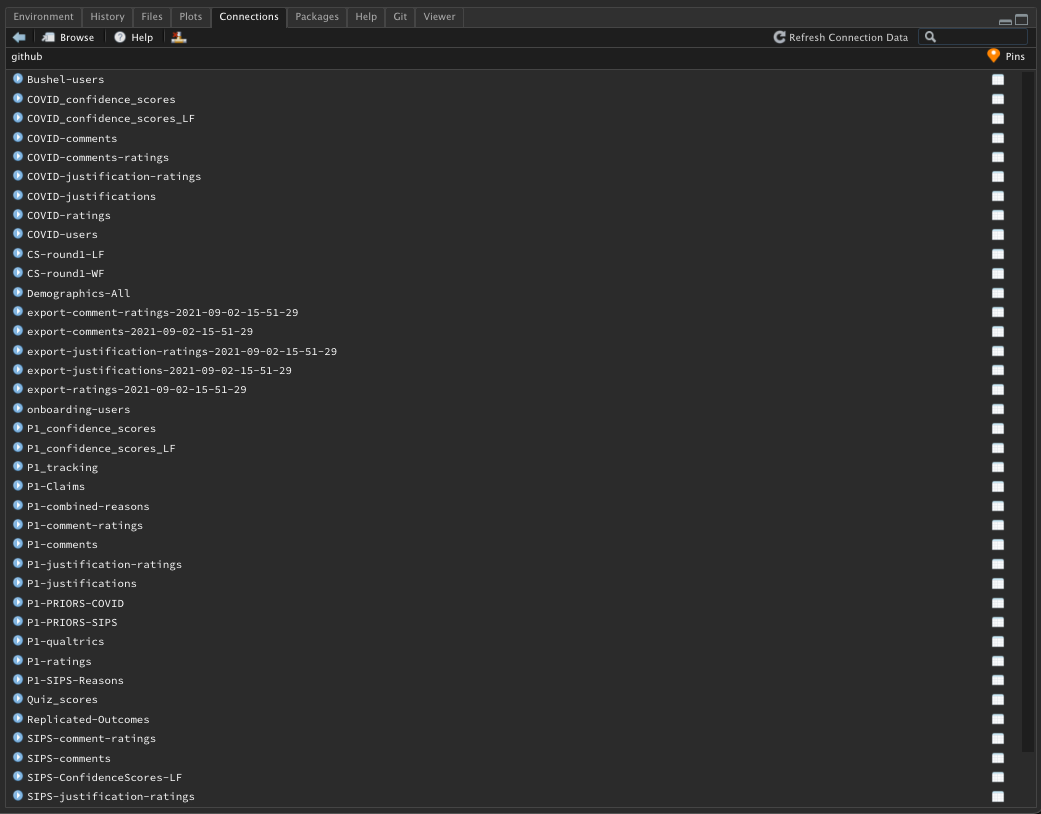 Environment History Files Plots Connections Packages Help Git Viewer
Browse Help Refresh Connection Data
github Pins
Bushel-users
COVID_confidence_scores
COVID_confidence_scores_LF
COVID-comments
COVID-comments-ratings
COVID-justification-ratings
COVID-justifications
COVID-ratings
COVID-users
CS-round1-LF
CS-round1-WF
Demographics-All
export-comment-ratings-2021-09-02-15-51-29
export-comments-2021-09-02-15-51-29
export-justification-ratings-2021-09-02-15-51-29
export-justifications-2021-09-02-15-51-29
export-ratings-2021-09-02-15-51-29
onboarding-users
P1_confidence_scores
P1_confidence_scores_LF
P1_tracking
P1-Claims
P1-combined-reasons
P1-comment-ratings
P1-comments
P1-justification-ratings
P1-justifications
P1-PRIORS-COVID
P1-PRIORS-SIPS
P1-qualtrics
P1-ratings
P1-SIPS-Reasons
Quiz_scores
Replicated-Outcomes
SIPS-comment-ratings
SIPS-comments
SIPS-ConfidenceScores-LF
SIPS-justification-ratings